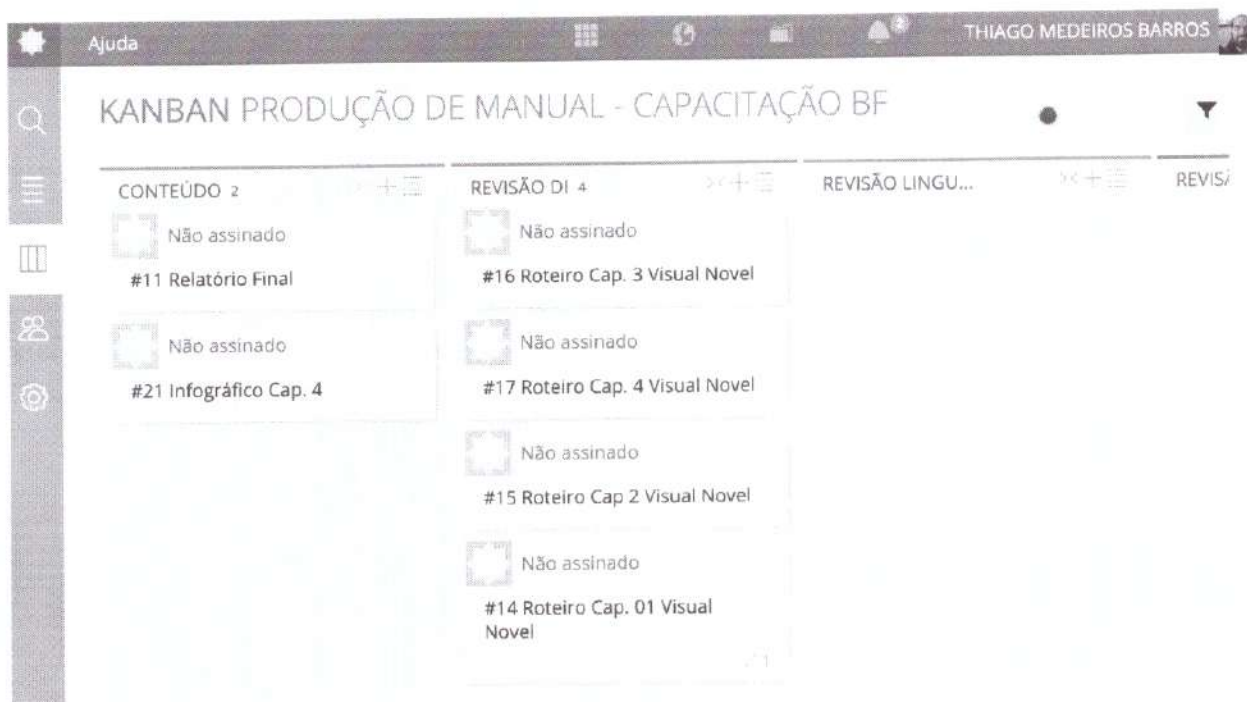 Ajuda
2
THIAGO MEDEIROS BARROS
KANBAN PRODUÇÃO DE MANUAL - CAPACITAÇÃO BF
CONTEÚDO 2
Não assinado
#11 Relatório Final
Não assinado
#21 Infográfico Cap. 4
REVISÃO DI 4
Não assinado
#16 Roteiro Cap. 3 Visual Novel
Não assinado
#17 Roteiro Cap. 4 Visual Novel
Não assinado
#15 Roteiro Cap 2 Visual Novel
Não assinado
#14 Roteiro Cap. 01 Visual
Novel
REVISÃO LINGU...